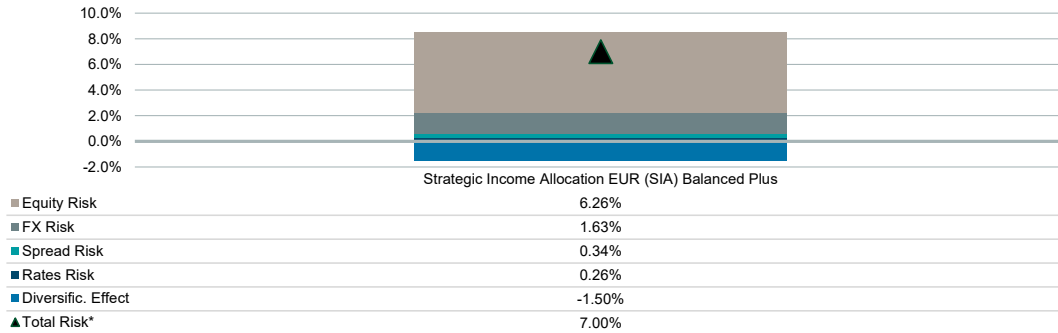 10.0%
8.0%
6.0%
4.0%
2.0%
0.0%
-2.0%
Strategic Income Allocation EUR (SIA) Balanced Plus
Equity Risk 6.26%
FX Risk 1.63%
Spread Risk 0.34%
Rates Risk 0.26%
Diversific. Effect -1.50%
Total Risk* 7.00%